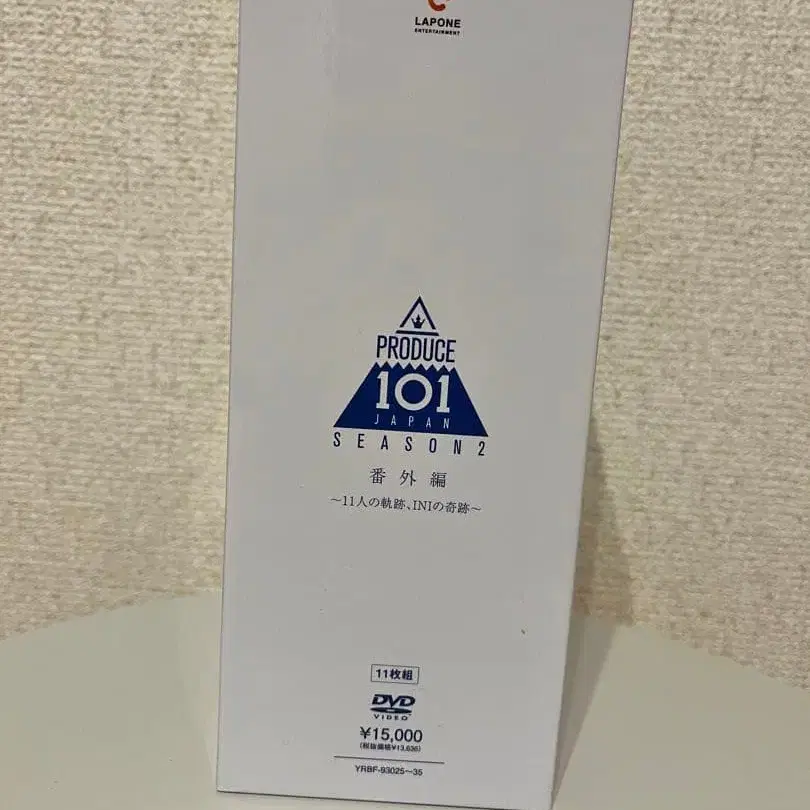 LAPONE
ENTERTAINMENT
PRODUCE
101
JAPAN
SEASON2
番外編
～11人の軌跡、INIの奇跡～
11枚組
DVD
VIDEO
¥15,000
(税抜価格¥13,636)
YRBF-93025～35